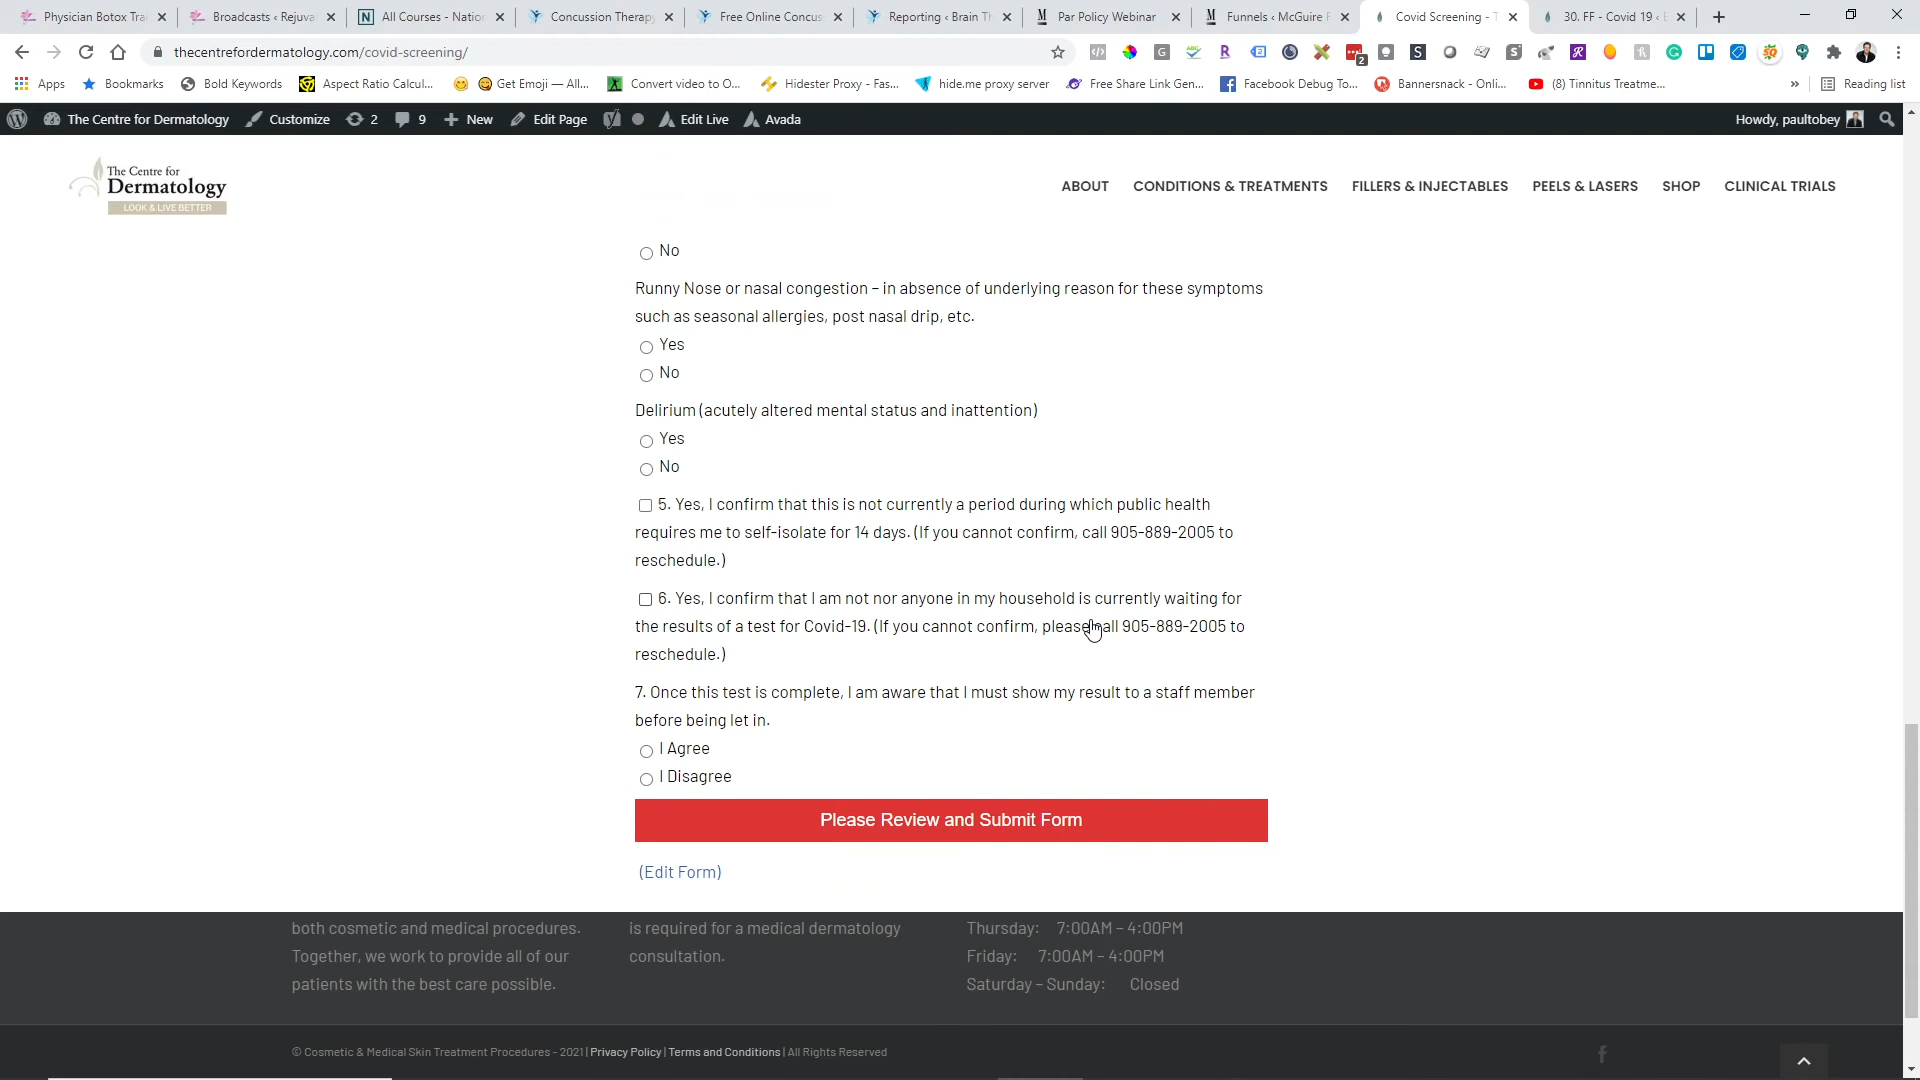 Physician Botox Tra
Broadcasts ‹ Rejuva
All Courses - Nation
Concussion Therapy
Free Online Concus
Reporting ‹ Brain Th
Par Policy Webinar
Funnels ‹ McGuire F
Covid Screening - T
30. FF - Covid 19 ‹ E
thecentrefordermatology.com/covid-screening/
Apps
Bookmarks
Bold Keywords
Aspect Ratio Calcul...
Get Emoji — All...
Convert video to O...
Hidester Proxy - Fas...
hide.me proxy server
Free Share Link Gen...
Facebook Debug To...
Bannersnack - Onli...
(8) Tinnitus Treatme...
»
Reading list
The Centre for Dermatology
Customize
2
9
New
Edit Page
Edit Live
Avada
Howdy, paultobey
The Centre for
Dermatology
LOOK & LIVE BETTER
ABOUT
CONDITIONS & TREATMENTS
FILLERS & INJECTABLES
PEELS & LASERS
SHOP
CLINICAL TRIALS
No
Runny Nose or nasal congestion – in absence of underlying reason for these symptoms
such as seasonal allergies, post nasal drip, etc.
Yes
No
Delirium (acutely altered mental status and inattention)
Yes
No
5. Yes, I confirm that this is not currently a period during which public health
requires me to self-isolate for 14 days. (If you cannot confirm, call 905-889-2005 to
reschedule.)
6. Yes, I confirm that I am not nor anyone in my household is currently waiting for
the results of a test for Covid-19. (If you cannot confirm, please call 905-889-2005 to
reschedule.)
7. Once this test is complete, I am aware that I must show my result to a staff member
before being let in.
I Agree
I Disagree
Please Review and Submit Form
(Edit Form)
both cosmetic and medical procedures.
Together, we work to provide all of our
patients with the best care possible.
is required for a medical dermatology
consultation.
Thursday: 7:00AM – 4:00PM
Friday: 7:00AM – 4:00PM
Saturday – Sunday: Closed
© Cosmetic & Medical Skin Treatment Procedures - 2021 | Privacy Policy | Terms and Conditions | All Rights Reserved